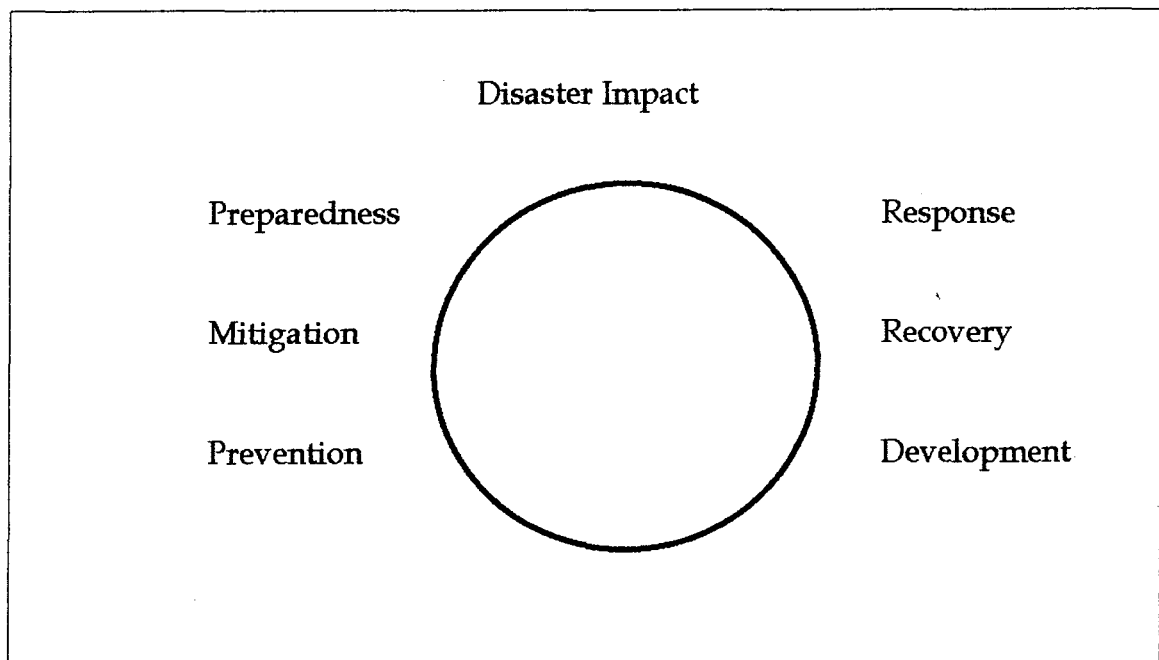 Disaster Impact
Preparedness
Response
Mitigation
Recovery
Prevention
Development